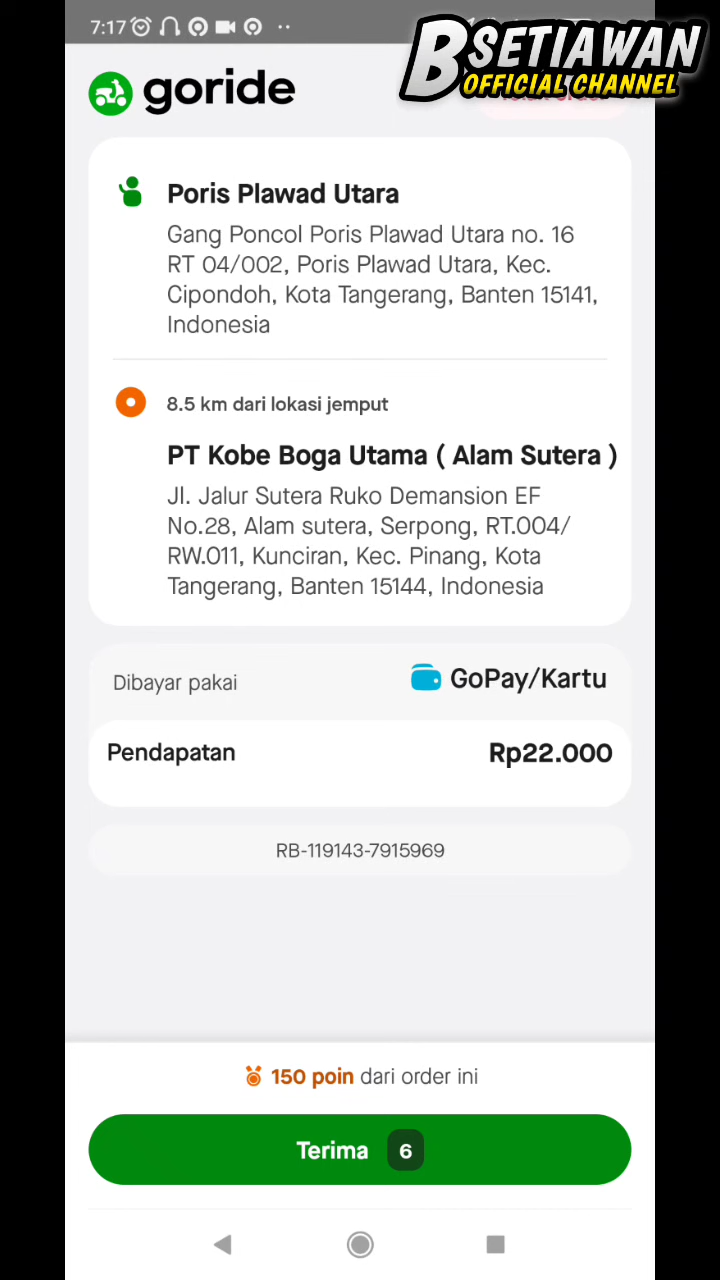 7:17
BSETIAWAN
OFFICIAL CHANNEL
goride
Poris Plawad Utara
Gang Poncol Poris Plawad Utara no. 16
RT 04/002, Poris Plawad Utara, Kec.
Cipondoh, Kota Tangerang, Banten 15141,
Indonesia
8.5 km dari lokasi jemput
PT Kobe Boga Utama ( Alam Sutera )
Jl. Jalur Sutera Ruko Demansion EF
No.28, Alam sutera, Serpong, RT.004/
RW.011, Kunciran, Kec. Pinang, Kota
Tangerang, Banten 15144, Indonesia
Dibayar pakai GoPay/Kartu
Pendapatan Rp22.000
RB-119143-7915969
150 poin dari order ini
Terima 6